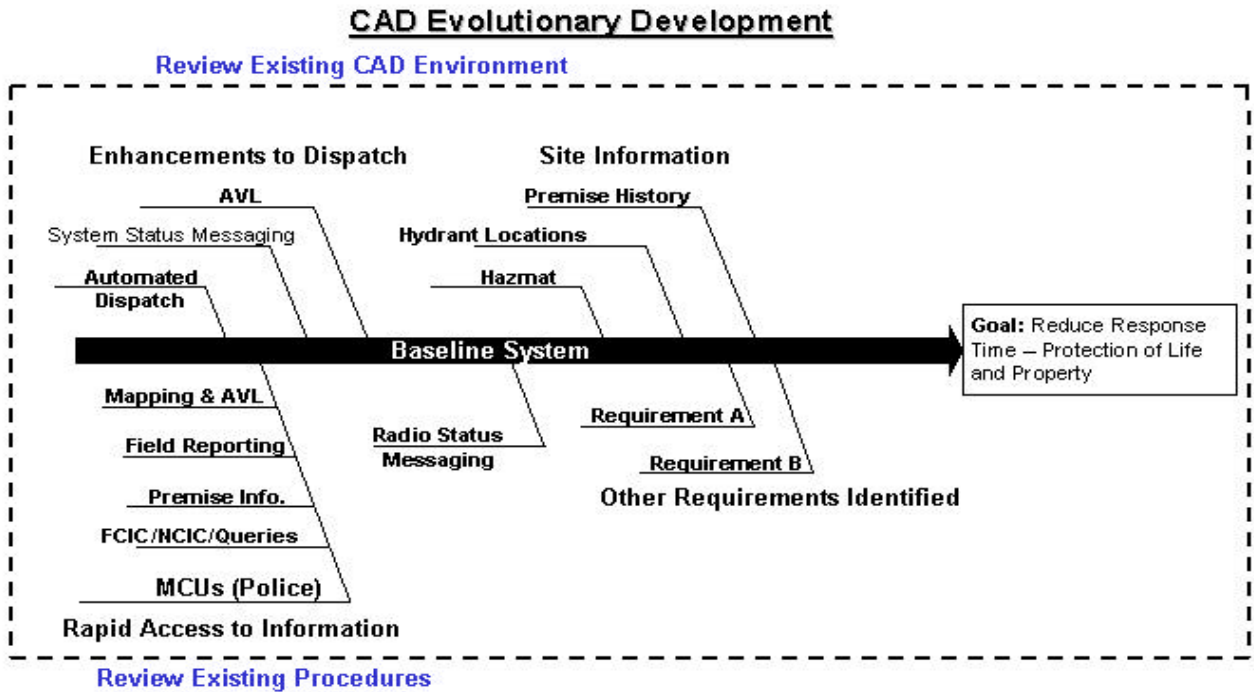 CAD Evolutionary Development
Review Existing CAD Environment
Enhancements to Dispatch
Site Information
AVL
Premise History
System Status Messaging
Hydrant Locations
Automated
Dispatch
Hazmat
Baseline System
Goal: Reduce Response
Time – Protection of Life
and Property
Mapping & AVL
Field Reporting
Premise Info.
FCIC/NCIC/Queries
MCUs (Police)
Rapid Access to Information
Radio Status
Messaging
Requirement A
Requirement B
Other Requirements Identified
Review Existing Procedures